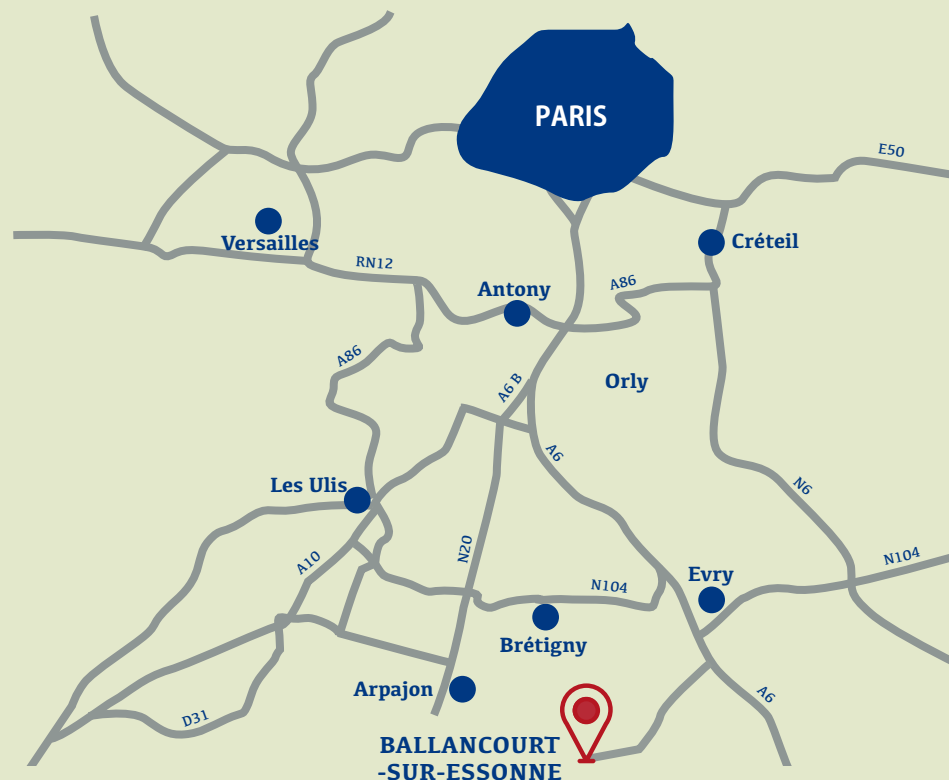 PARIS
E50
Versailles
Créteil
RN12
A86
Antony
A86
A6 B
Orly
A6
Les Ulis
N6
N20
A10
N104
Evry
N104
Brétigny
Arpajon
A6
D31
BALLANCOURT
-SUR-ESSONNE